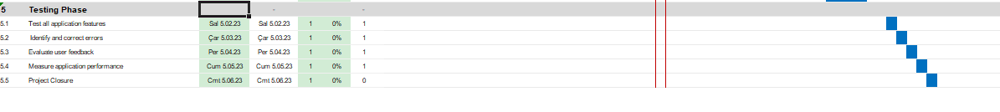 5 Testing Phase - -
5.1 Test all application features Sal 5.02.23 Sal 5.02.23 1 0% 1
5.2 Identify and correct errors Çar 5.03.23 Çar 5.03.23 1 0% 1
5.3 Evaluate user feedback Per 5.04.23 Per 5.04.23 1 0% 1
5.4 Measure application performance Cum 5.05.23 Cum 5.05.23 1 0% 1
5.5 Project Closure Cmt 5.06.23 Cmt 5.06.23 1 0% 0